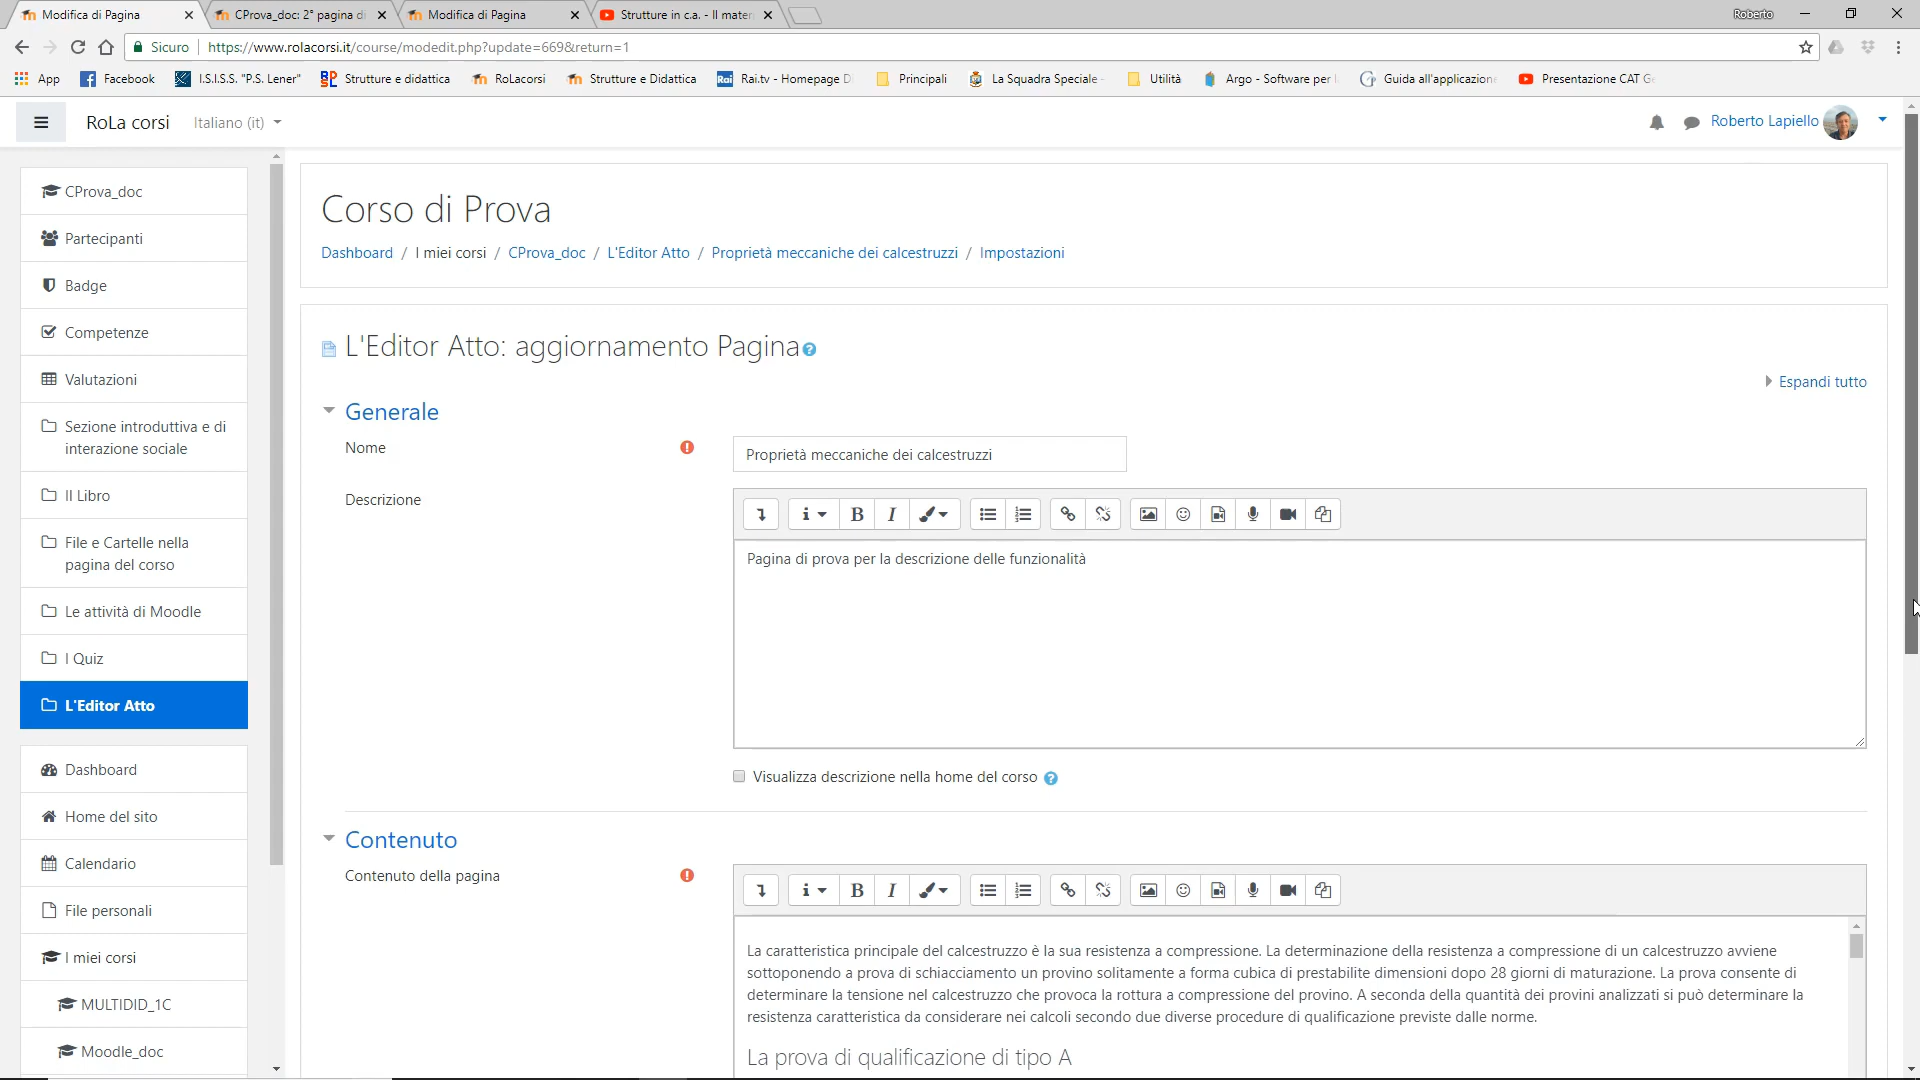 Modifica di Pagina
CProva_doc: 2° pagina di
Modifica di Pagina
Strutture in c.a. - Il mater
Roberto
Sicuro
https://www.rolacorsi.it/course/modedit.php?update=669&return=1
App
Facebook
I.S.I.S.S. "P.S. Lener"
Strutture e didattica
RoLacorsi
Strutture e Didattica
Rai.tv - Homepage D
Principali
La Squadra Speciale -
Utilità
Argo - Software per l
Guida all'applicazion
Presentazione CAT Ge
RoLa corsi
Italiano (it)
Roberto Lapiello
CProva_doc
Partecipanti
Badge
Competenze
Valutazioni
Sezione introduttiva e di
interazione sociale
Il Libro
File e Cartelle nella
pagina del corso
Le attività di Moodle
I Quiz
L'Editor Atto
Dashboard
Home del sito
Calendario
File personali
I miei corsi
MULTIDID_1C
Moodle_doc
Corso di Prova
Dashboard / I miei corsi / CProva_doc / L'Editor Atto / Proprietà meccaniche dei calcestruzzi / Impostazioni
L'Editor Atto: aggiornamento Pagina
Espandi tutto
Generale
Nome
Proprietà meccaniche dei calcestruzzi
Descrizione
Pagina di prova per la descrizione delle funzionalità
Visualizza descrizione nella home del corso
Contenuto
Contenuto della pagina
La caratteristica principale del calcestruzzo è la sua resistenza a compressione. La determinazione della resistenza a compressione di un calcestruzzo avviene
sottoponendo a prova di schiacciamento un provino solitamente a forma cubica di prestabilite dimensioni dopo 28 giorni di maturazione. La prova consente di
determinare la tensione nel calcestruzzo che provoca la rottura a compressione del provino. A seconda della quantità dei provini analizzati si può determinare la
resistenza caratteristica da considerare nei calcoli secondo due diverse procedure di qualificazione previste dalle norme.
La prova di qualificazione di tipo A